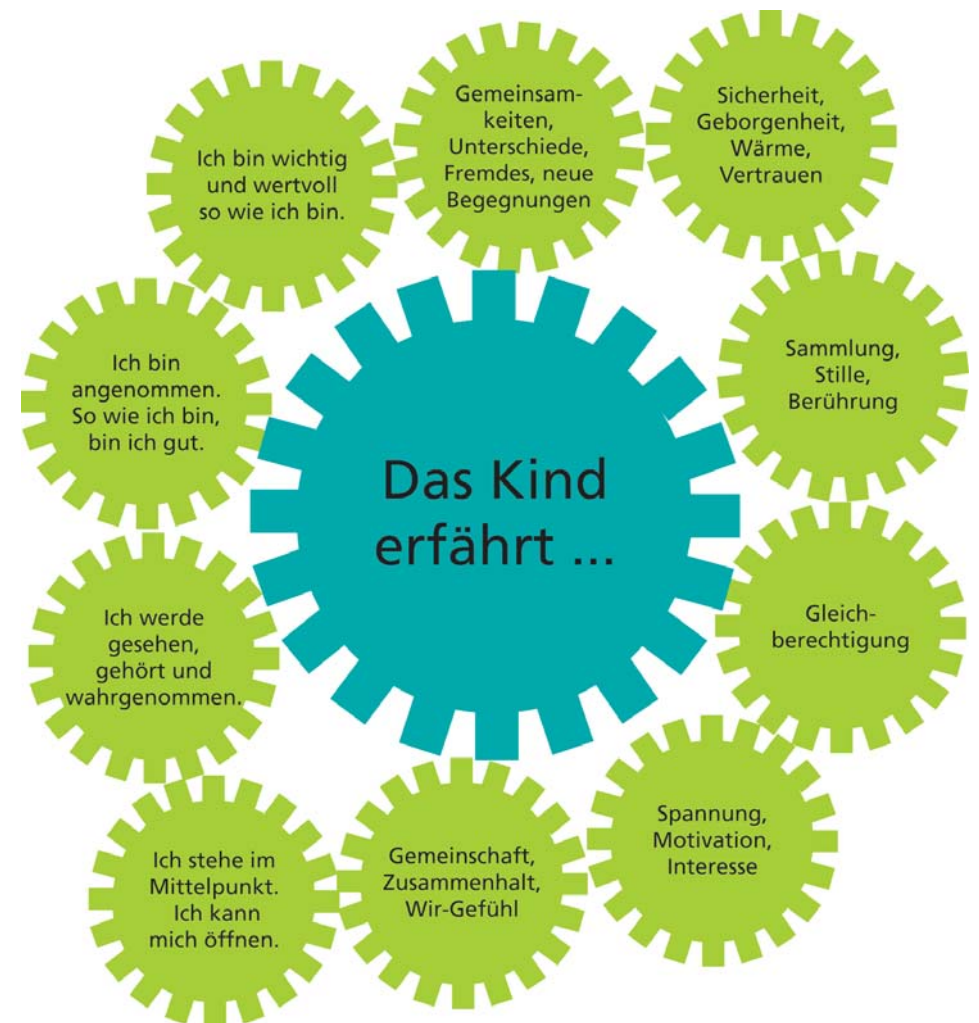 Gemeinsam-
keiten,
Unterschiede,
Fremdes, neue
Begegnungen
Sicherheit,
Geborgenheit,
Wärme,
Vertrauen
Ich bin wichtig
und wertvoll
so wie ich bin.
Sammlung,
Stille,
Berührung
Ich bin
angenommen.
So wie ich bin,
bin ich gut.
Das Kind
erfährt ...
Gleich-
berechtigung
Ich werde
gesehen,
gehört und
wahrgenommen.
Spannung,
Motivation,
Interesse
Gemeinschaft,
Zusammenhalt,
Wir-Gefühl
Ich stehe im
Mittelpunkt.
Ich kann
mich öffnen.